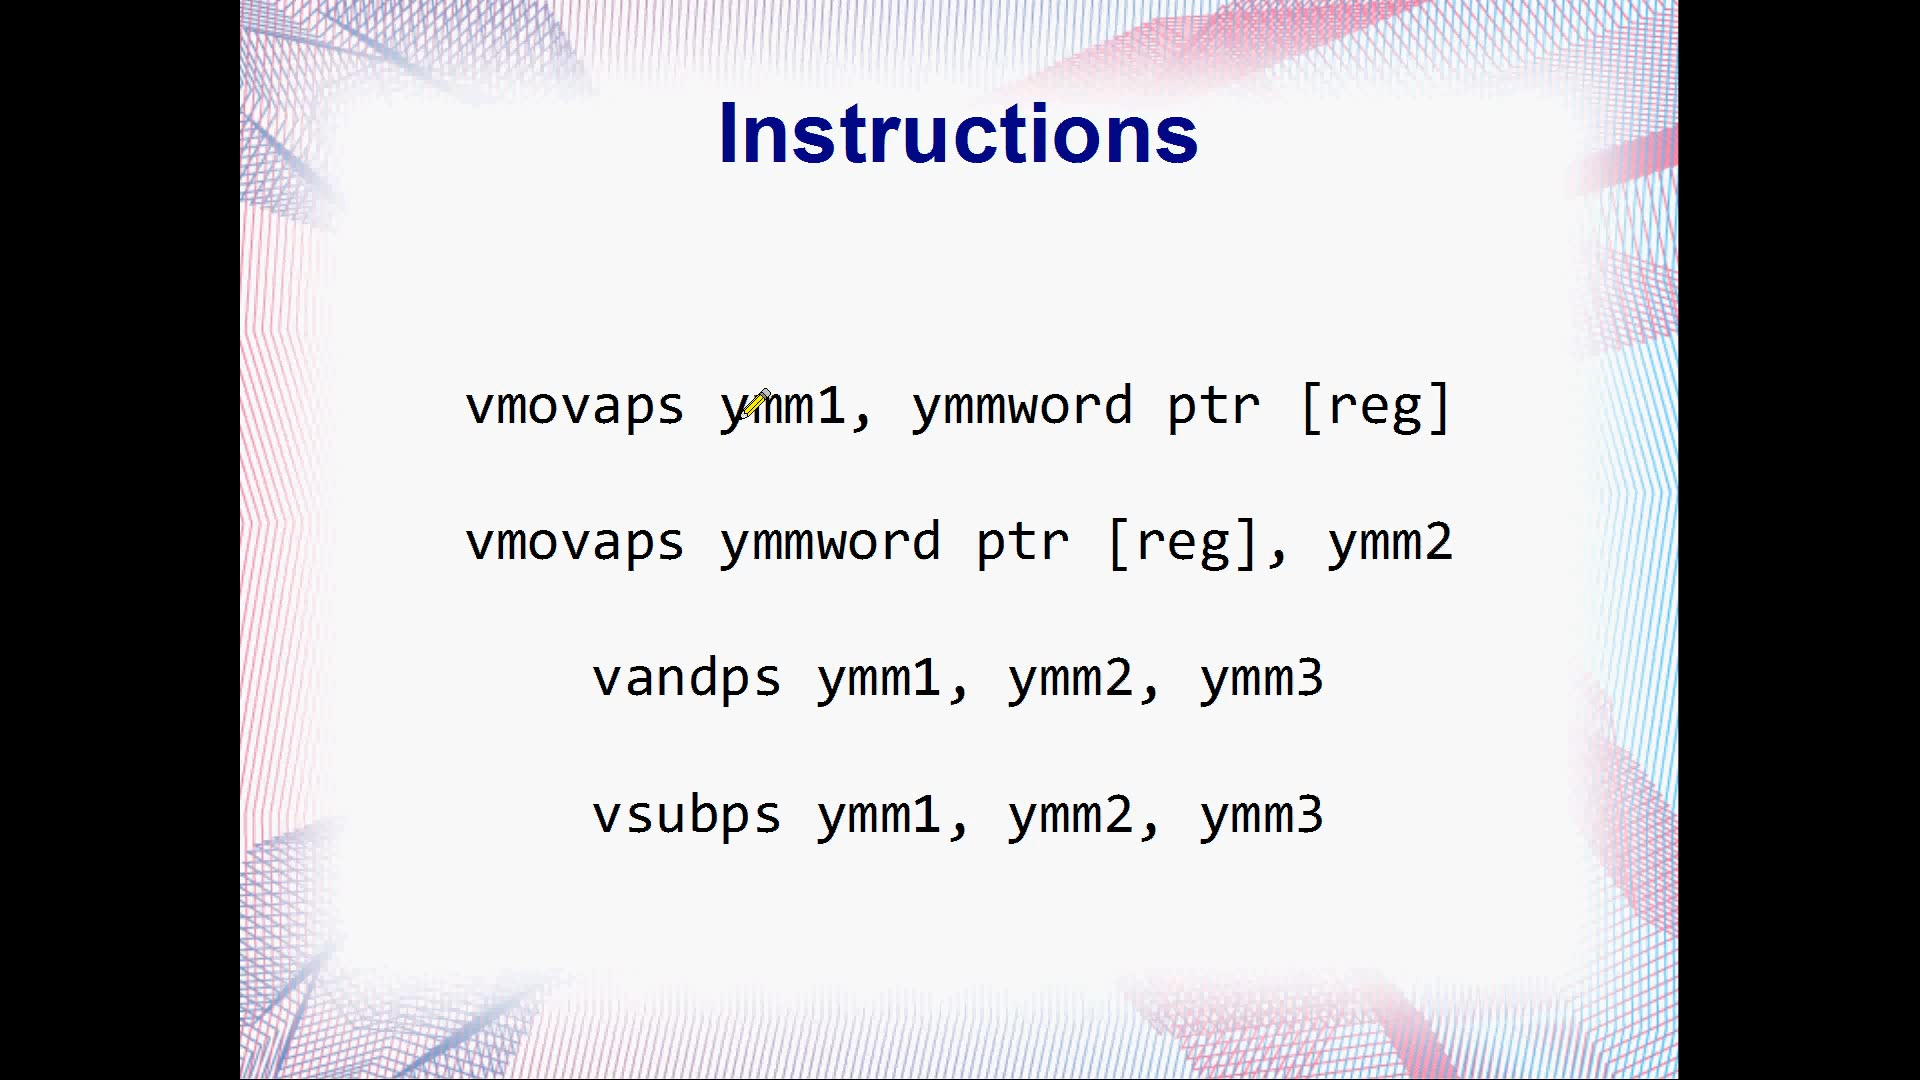 Instructions
vmovaps ymm1, ymmword ptr [reg]
vmovaps ymmword ptr [reg], ymm2
vandps ymm1, ymm2, ymm3
vsubps ymm1, ymm2, ymm3